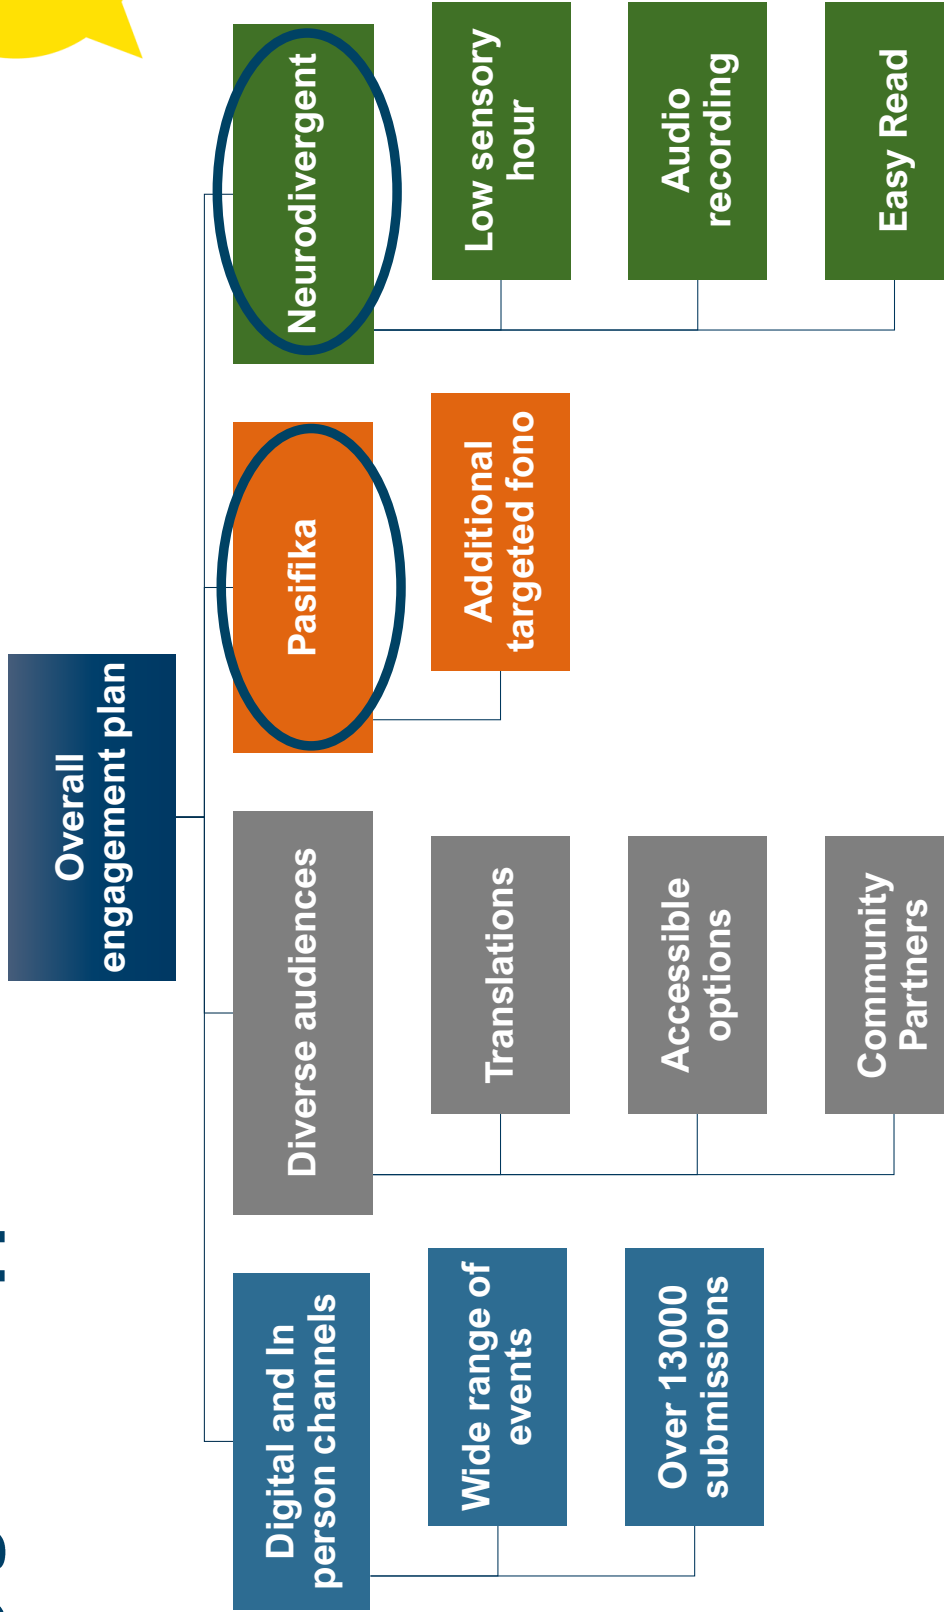 Overall
engagement plan
Digital and In
person channels
Wide range of
events
Over 13000
submissions
Diverse audiences
Translations
Accessible
options
Community
Partners
Pasifika
Additional
targeted fono
Neurodivergent
Low sensory
hour
Audio
recording
Easy Read